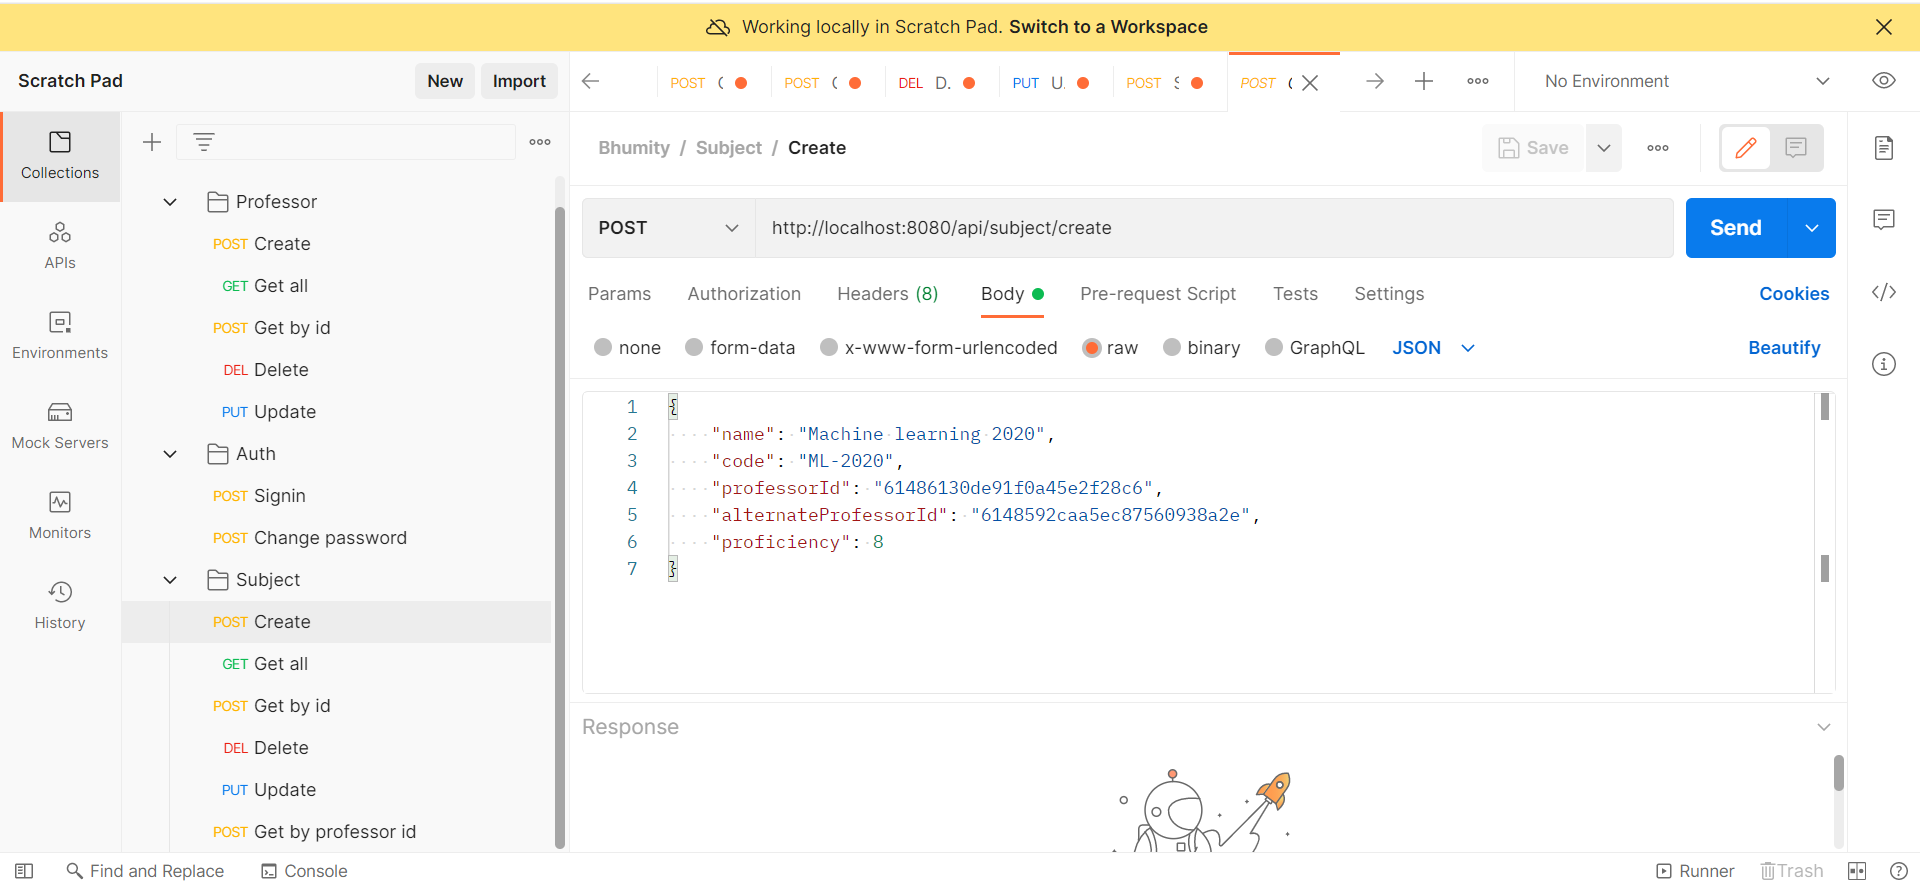 Working locally in Scratch Pad. Switch to a Workspace
Scratch Pad
New
Import
POST
POST
DEL D.
PUT U.
POST
POST
No Environment
Collections
APIs
Environments
Mock Servers
Monitors
History
Professor
POST Create
GET Get all
POST Get by id
DEL Delete
PUT Update
Auth
POST Signin
POST Change password
Subject
POST Create
GET Get all
POST Get by id
DEL Delete
PUT Update
POST Get by professor id
Bhumity / Subject / Create
Save
POST
http://localhost:8080/api/subject/create
Send
Params
Authorization
Headers (8)
Body
Pre-request Script
Tests
Settings
Cookies
none
form-data
x-www-form-urlencoded
raw
binary
GraphQL
JSON
Beautify
1 {
2 "name": "Machine learning 2020",
3 "code": "ML-2020",
4 "professorId": "61486130de91f0a45e2f28c6",
5 "alternateProfessorId": "6148592caa5ec87560938a2e",
6 "proficiency": 8
7 }
Response
Find and Replace
Console
Runner
Trash